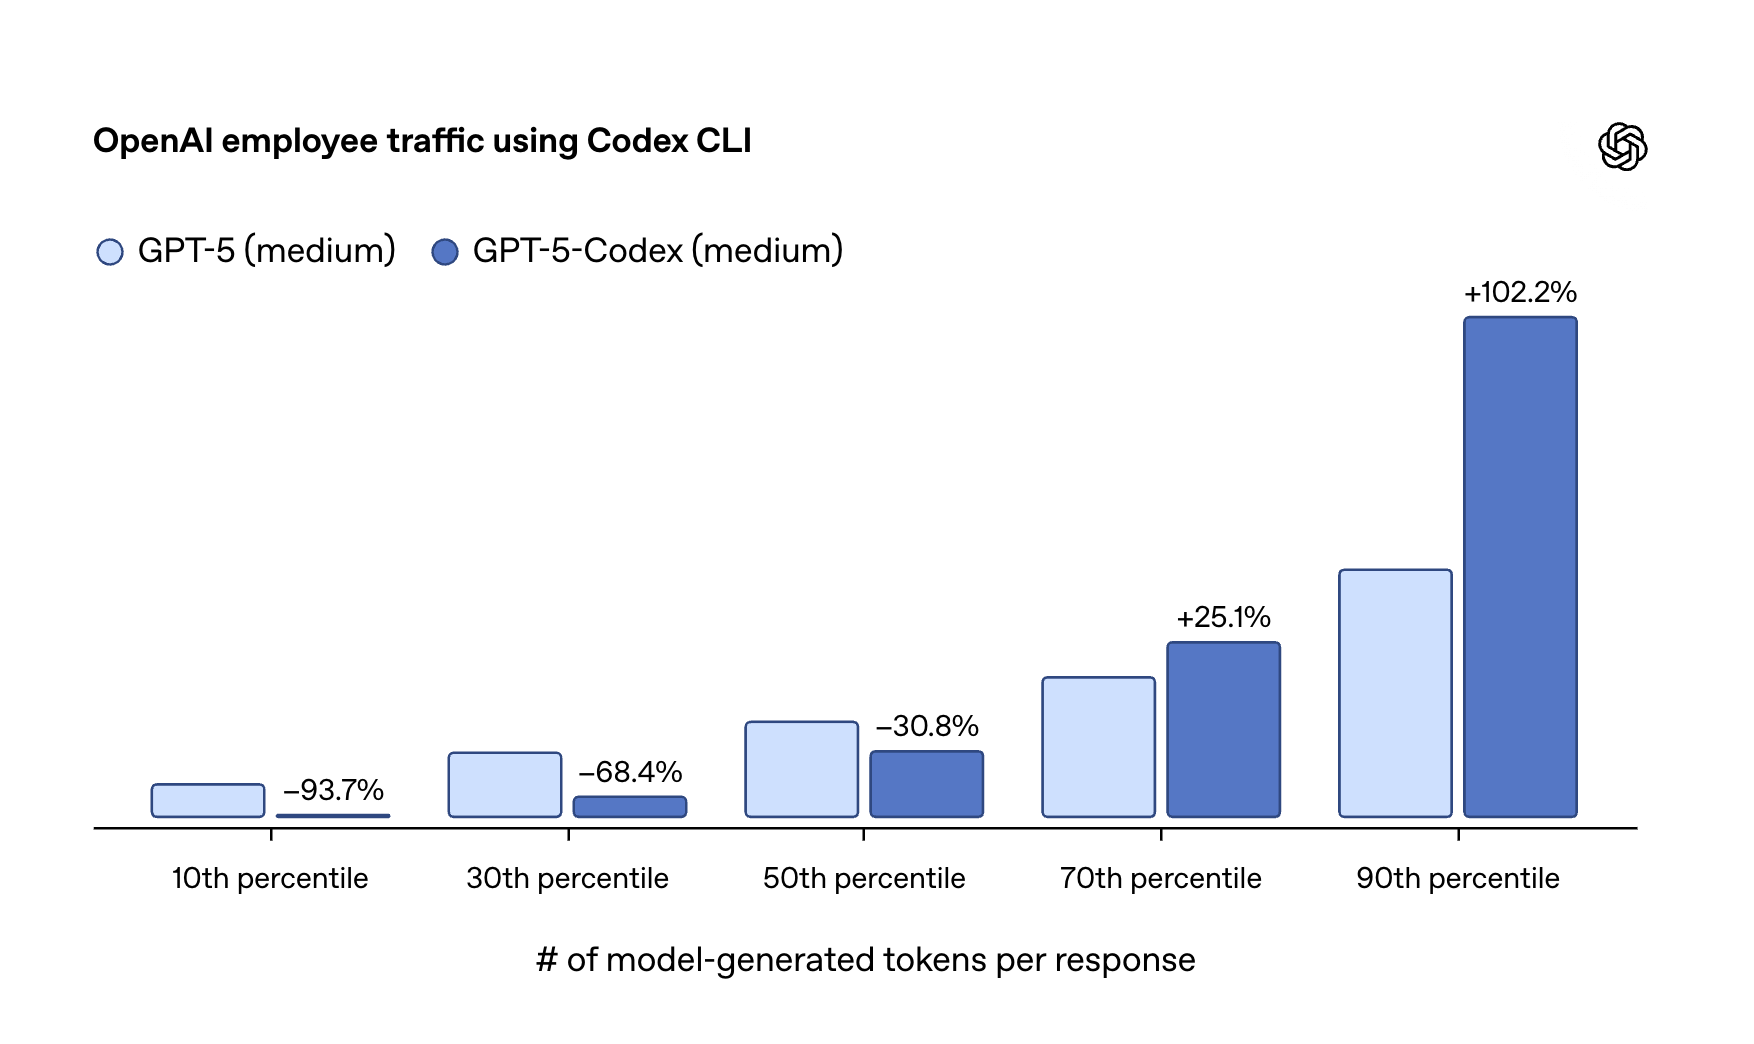 OpenAI employee traffic using Codex CLI
GPT-5 (medium) GPT-5-Codex (medium)
+102.2%
+25.1%
–30.8%
–68.4%
–93.7%
10th percentile 30th percentile 50th percentile 70th percentile 90th percentile
# of model-generated tokens per response